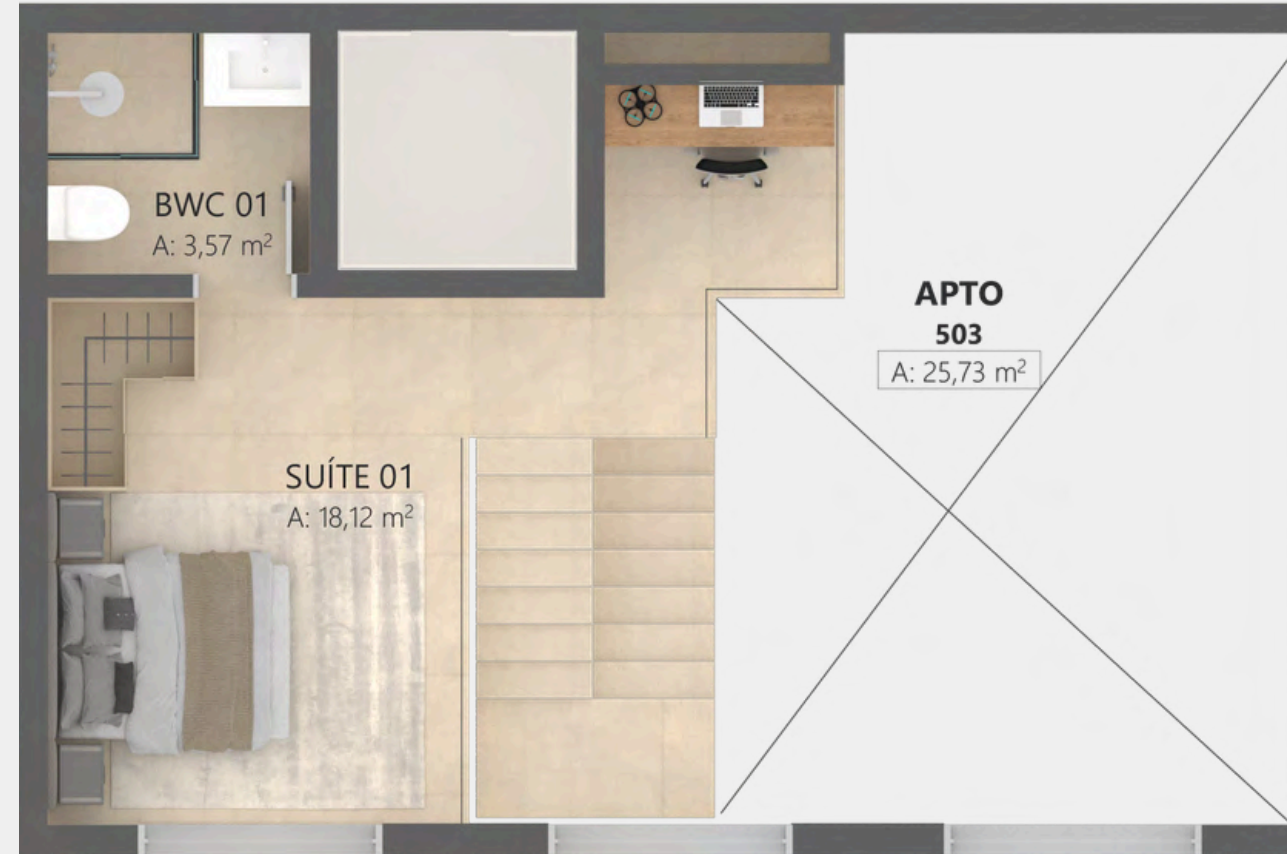 BWC 01
A: 3,57 m²
APTO
503
A: 25,73 m²
SUÍTE 01
A: 18,12 m²